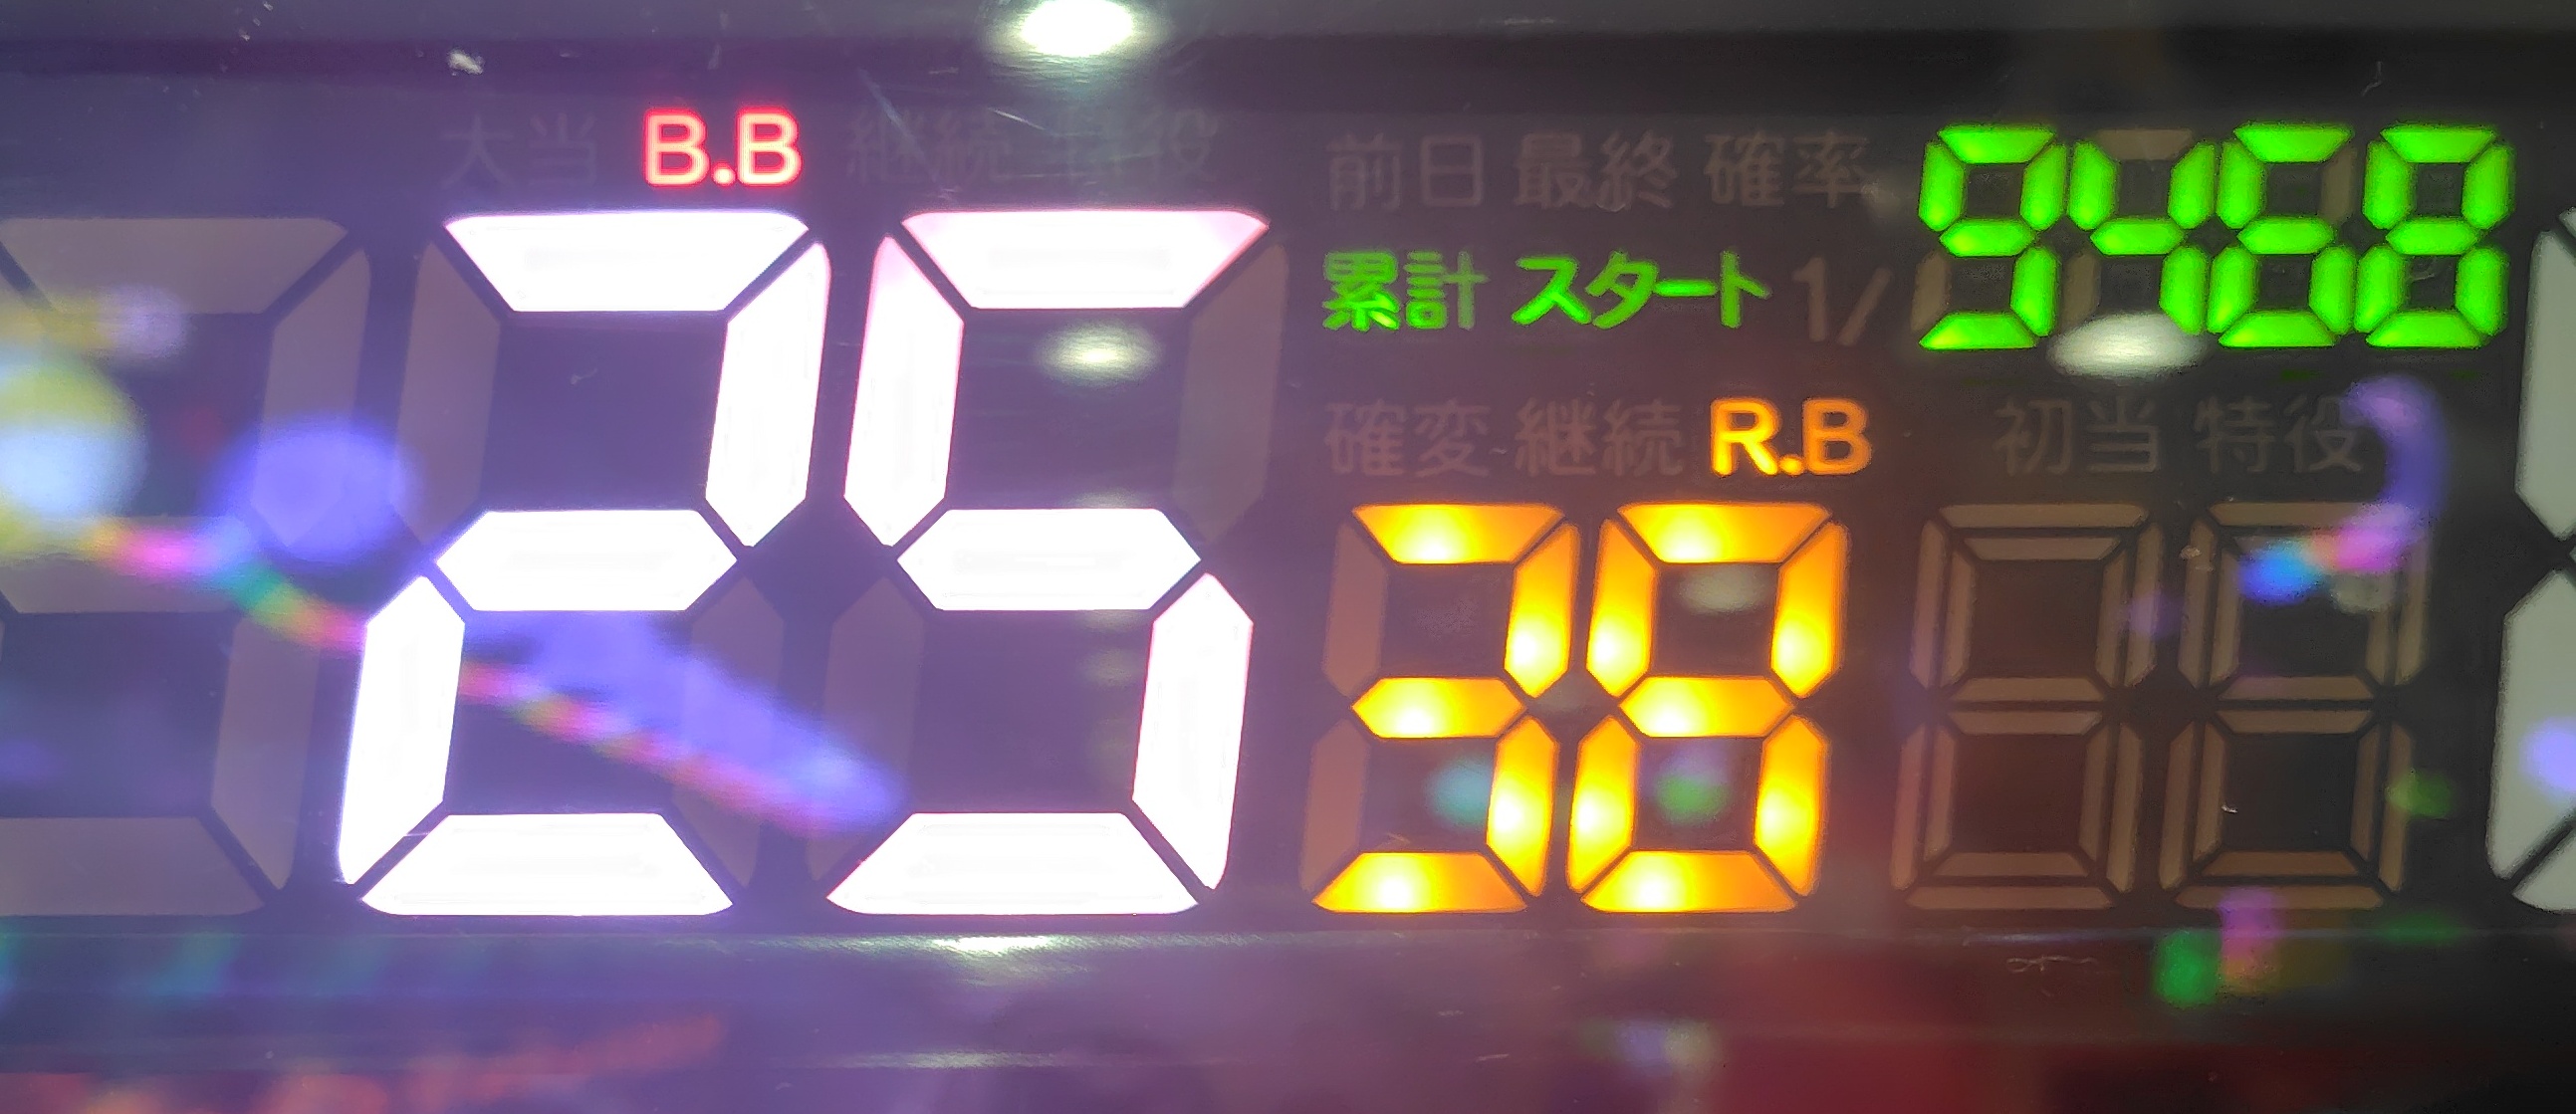 大当 B.B 継続 特役
25
前日 最終 確率
累計 スタート 1/
9468
確変 継続 R.B
38
初当 特役